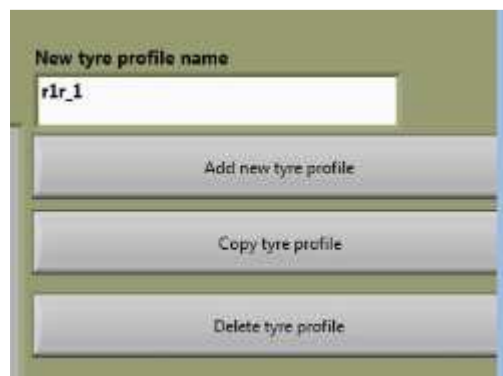 New tyre profile name
r1r_1
Add new tyre profile
Copy tyre profile
Delete tyre profile